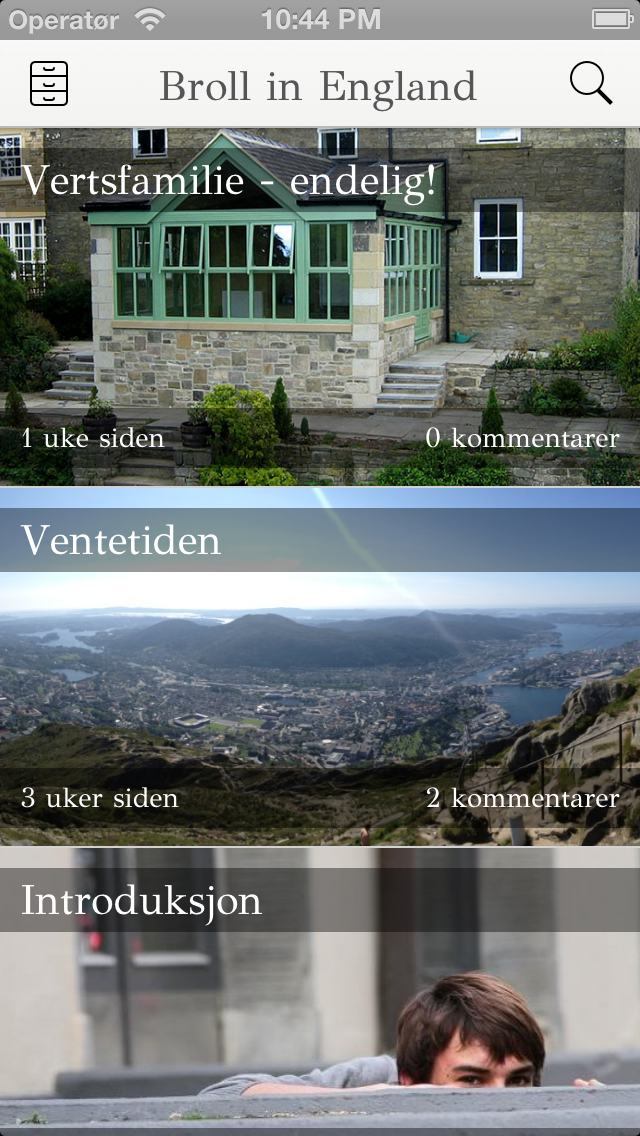 Operatør 10:44 PM
Broll in England
Vertsfamilie - endelig!
1 uke siden 0 kommentarer
Ventetiden
3 uker siden 2 kommentarer
Introduksjon